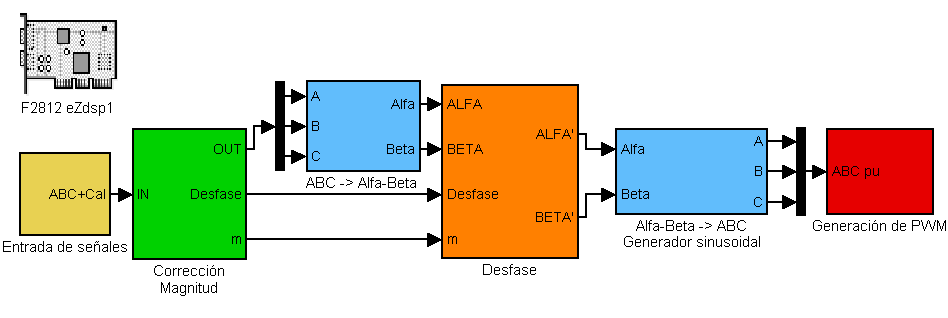 F2812 eZdsp1
ABC+Cal
Entrada de señales
IN
OUT
Desfase
m
Corrección
Magnitud
A
B
C
Alfa
Beta
ABC -> Alfa-Beta
ALFA
BETA
Desfase
m
ALFA'
BETA'
Desfase
Alfa
Beta
A
B
C
Alfa-Beta -> ABC
Generador sinusoidal
ABC pu
Generación de PWM